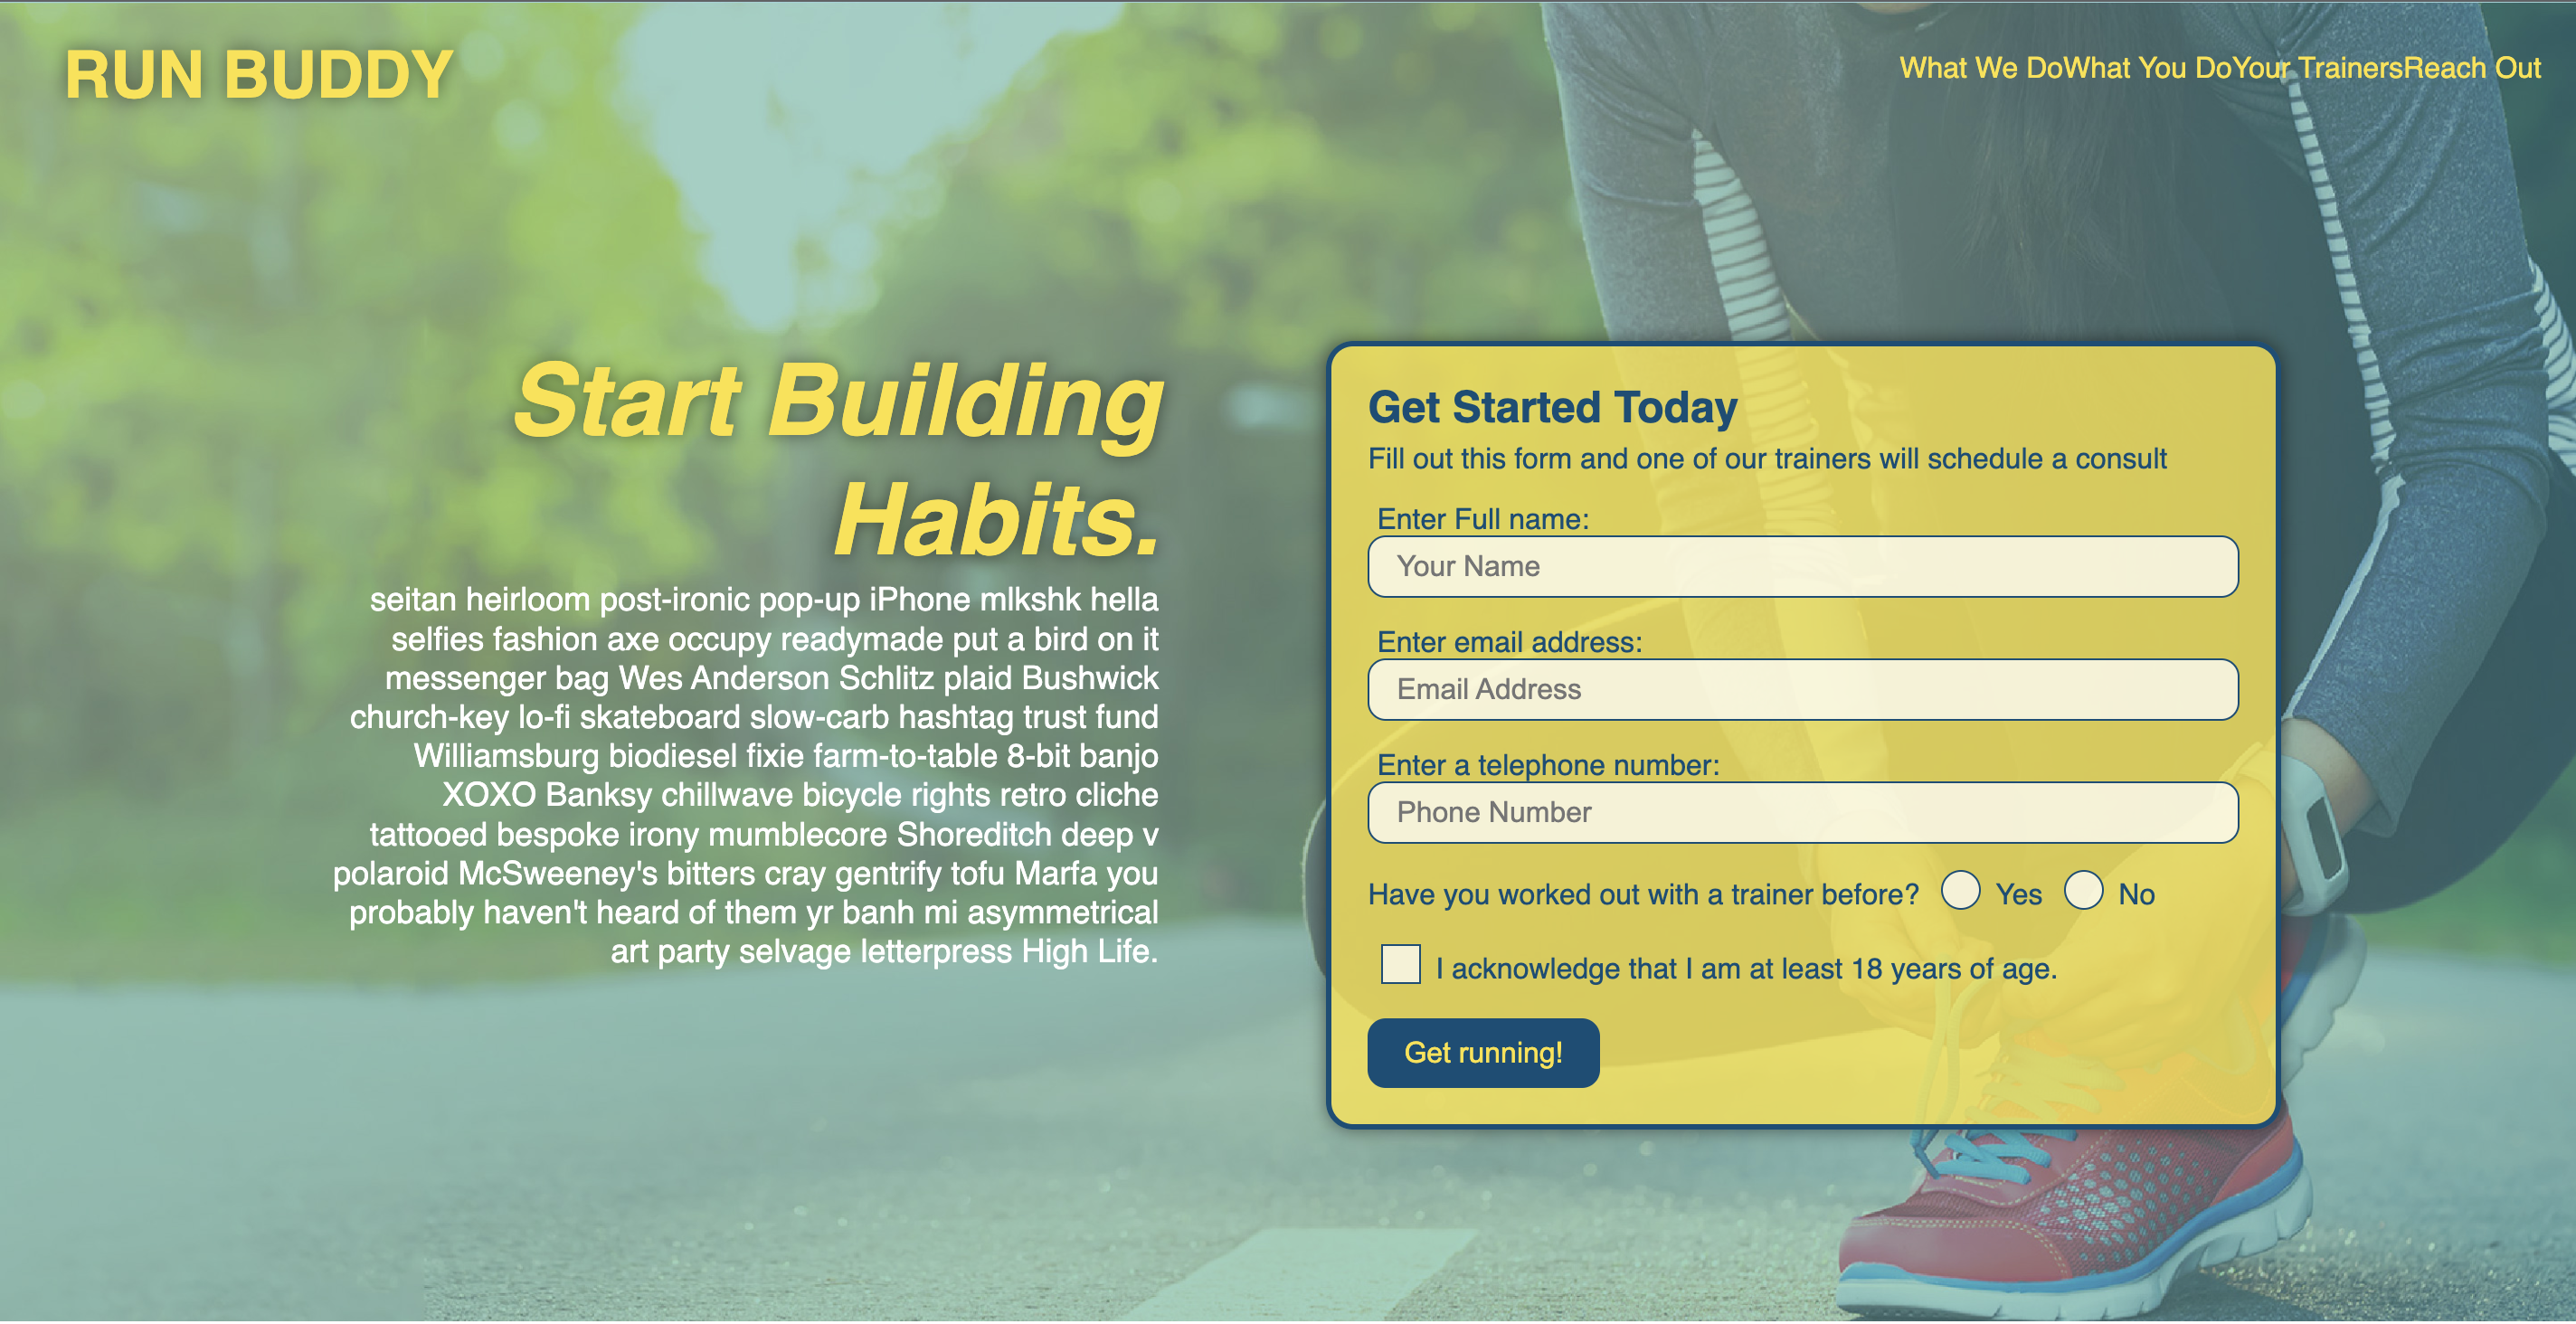 RUN BUDDY
What We DoWhat You DoYour TrainersReach Out
Start Building
Habits.
seitan heirloom post-ironic pop-up iPhone mlkshk hella
selfies fashion axe occupy readymade put a bird on it
messenger bag Wes Anderson Schlitz plaid Bushwick
church-key lo-fi skateboard slow-carb hashtag trust fund
Williamsburg biodiesel fixie farm-to-table 8-bit banjo
XOXO Banksy chillwave bicycle rights retro cliche
tattooed bespoke irony mumblecore Shoreditch deep v
polaroid McSweeney's bitters cray gentrify tofu Marfa you
probably haven't heard of them yr banh mi asymmetrical
art party selvage letterpress High Life.
Get Started Today
Fill out this form and one of our trainers will schedule a consult
Enter Full name:
Your Name
Enter email address:
Email Address
Enter a telephone number:
Phone Number
Have you worked out with a trainer before? Yes No
I acknowledge that I am at least 18 years of age.
Get running!